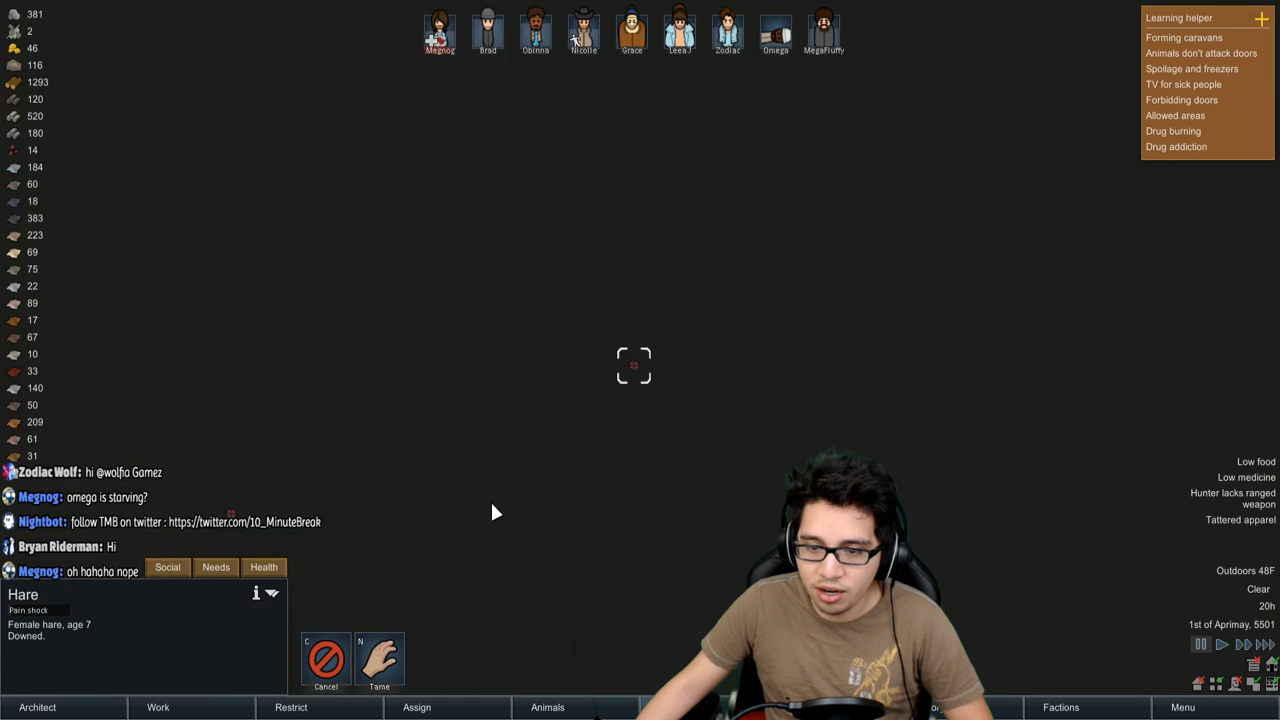 381
2
46
116
1293
120
520
180
14
184
60
18
383
223
69
75
22
89
17
67
10
33
140
50
209
61
31
Megnog
Brad
Obinna
Nicolle
Grace
Leea J
Zodiac
Omega
MegaFluffy
Learning helper
Forming caravans
Animals don't attack doors
Spoilage and freezers
TV for sick people
Forbidding doors
Allowed areas
Drug burning
Drug addiction
Zodiac Wolf: hi @wolfia Gamez
Megnog: omega is starving?
Nightbot: follow TMB on twitter : https://twitter.com/10_MinuteBreak
Bryan Riderman: Hi
Megnog: oh hahaha nope
Social
Needs
Health
Hare
Pain shock
Female hare, age 7
Downed.
C
Cancel
N
Tame
Low food
Low medicine
Hunter lacks ranged
weapon
Tattered apparel
Outdoors 48F
Clear
20h
1st of Aprimay, 5501
Architect
Work
Restrict
Assign
Animals
Factions
Menu